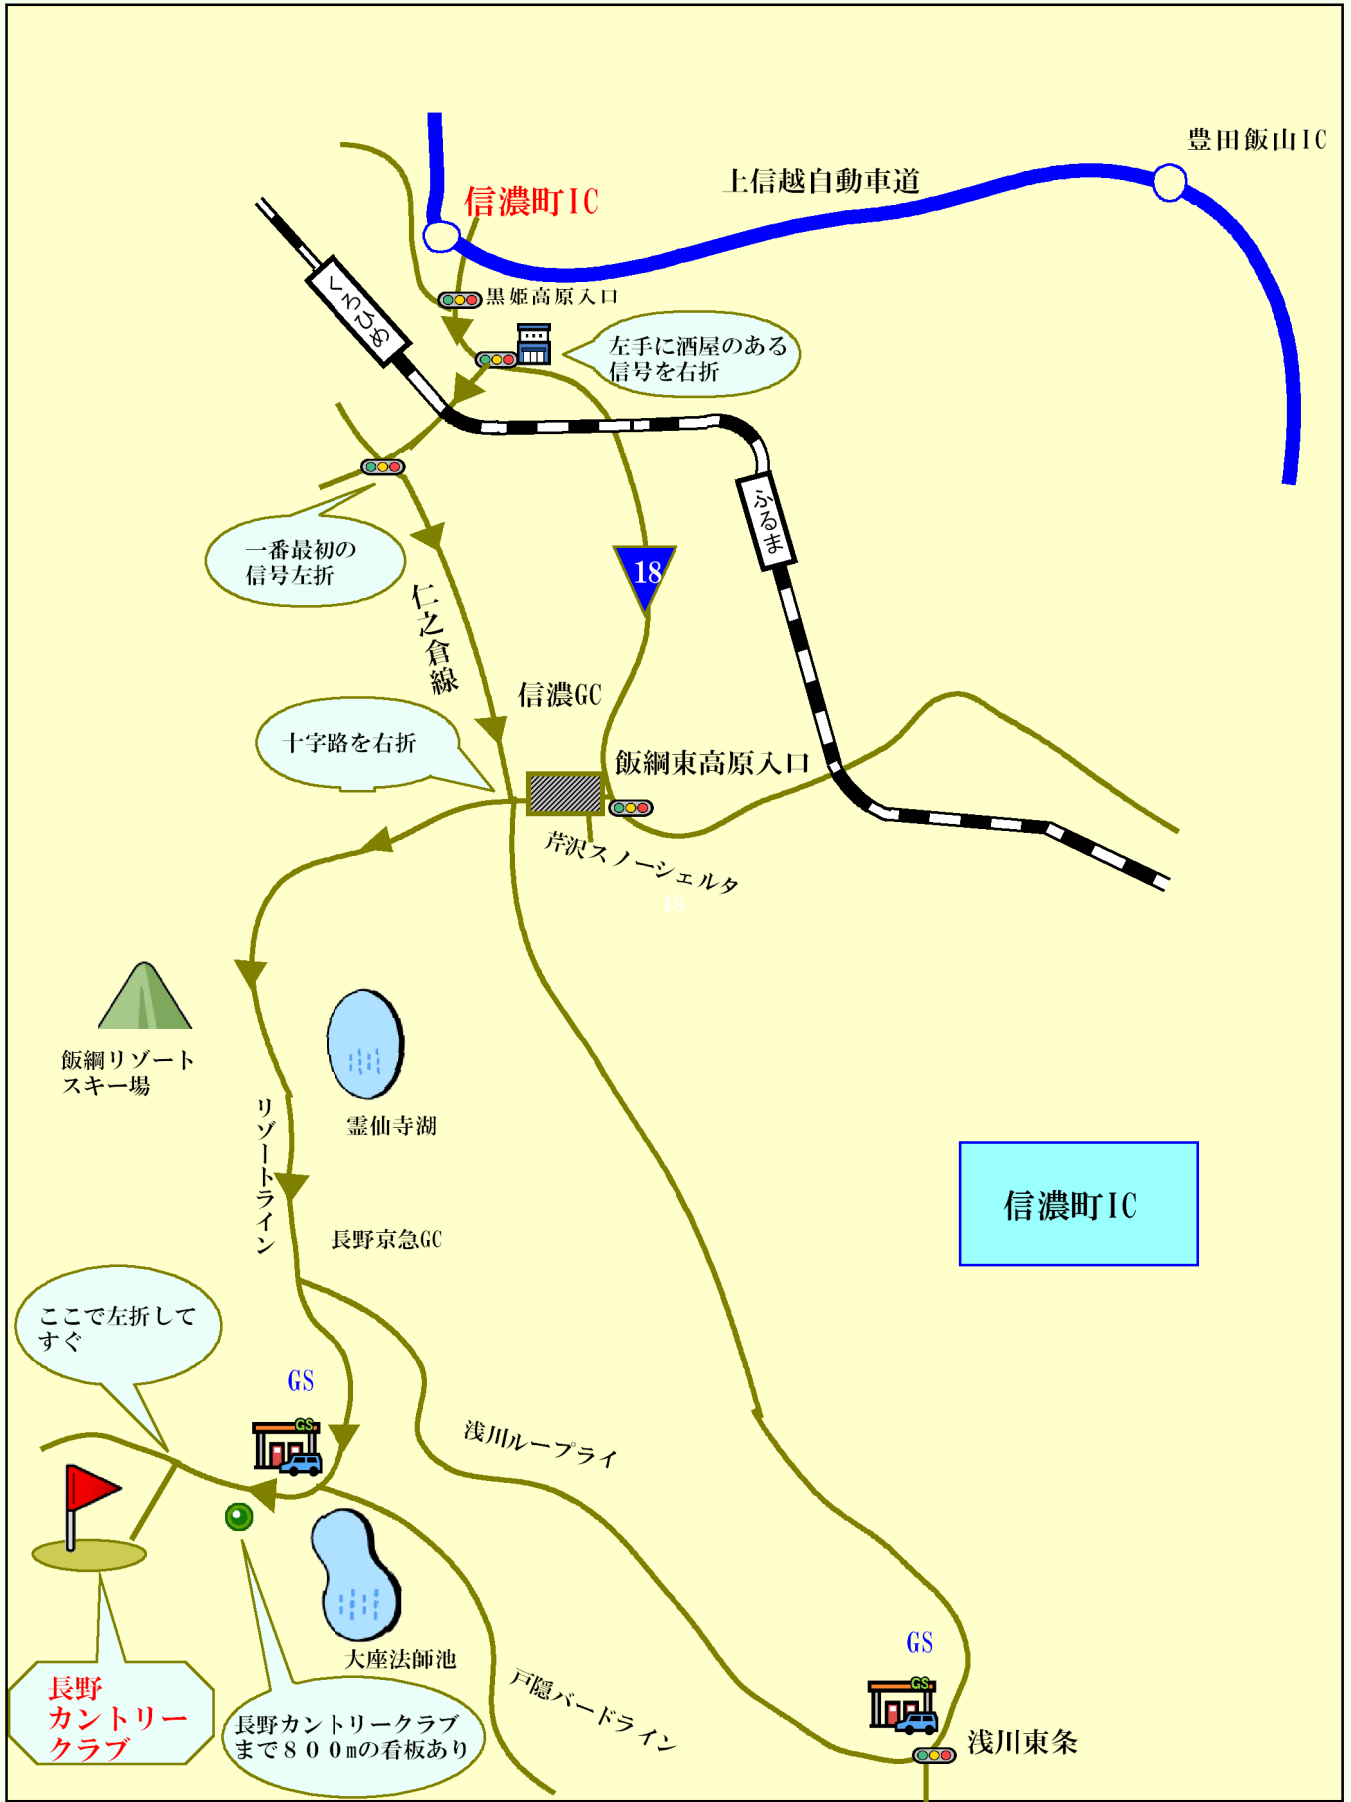 豊田飯山IC
上信越自動車道
信濃町IC
黒姫高原入口
くろひめ
左手に酒屋のある
信号を右折
ふるま
一番最初の
信号左折
18
仁之倉線
信濃GC
十字路を右折
飯綱東高原入口
芹沢スノーシェルタ
18
飯綱リゾート
スキー場
霊仙寺湖
リゾートライン
信濃町IC
長野京急GC
ここで左折して
すぐ
GS
GS
浅川ループライ
大座法師池
GS
GS
戸隠バードライン
長野
カントリー
クラブ
長野カントリークラブ
まで８００mの看板あり
浅川東条